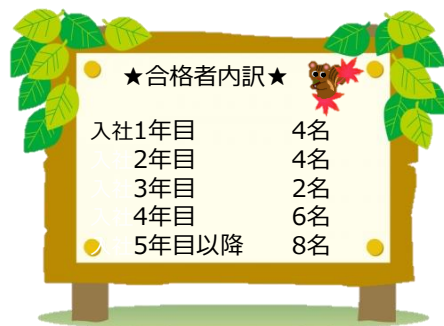 ★合格者内訳★
入社1年目 4名
2年目 4名
3年目 2名
4年目 6名
5年目以降 8名